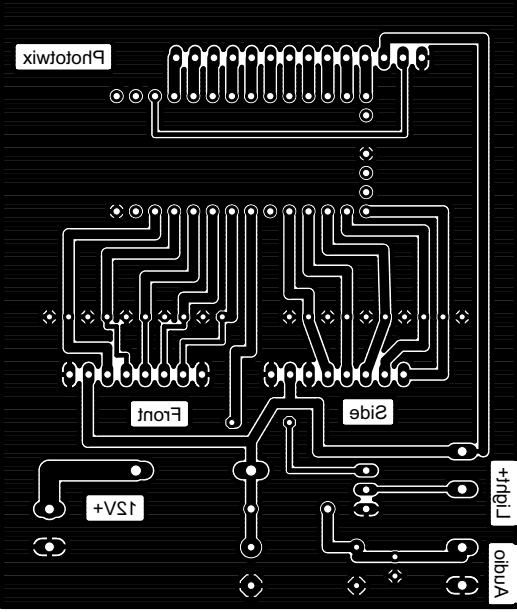 Phototwix
Front
Side
12V+
Light+
Audio